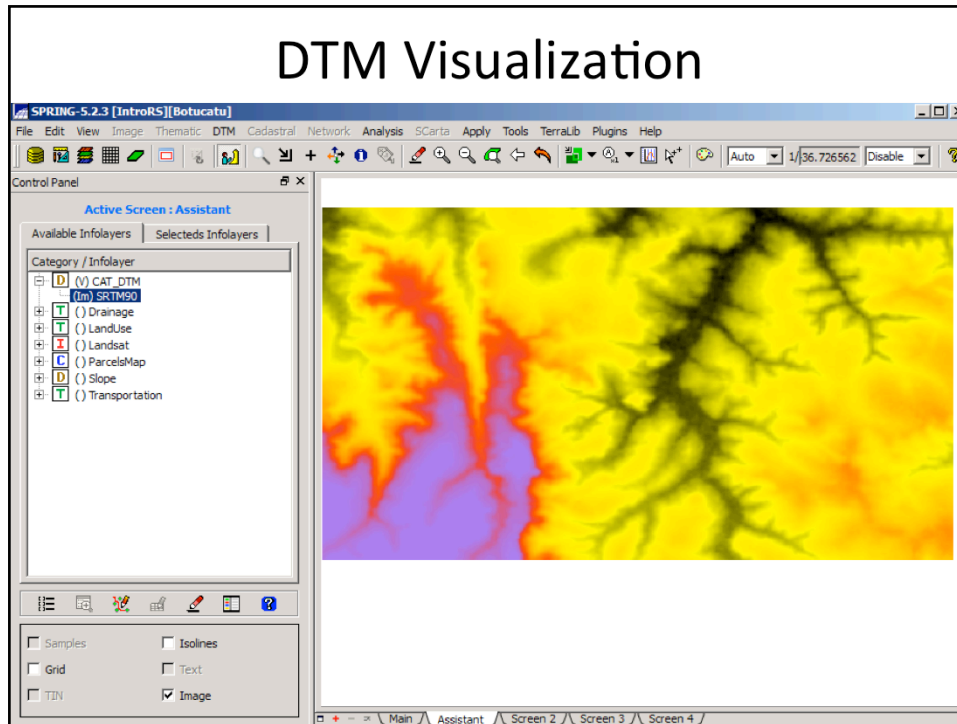 DTM Visualization
SPRING-5.2.3 [IntroRS][Botucatu]
File Edit View Image Thematic DTM Cadastral Network Analysis SCarta Apply Tools TerraLib Plugins Help
Auto 1/ 36.726562 Disable
Control Panel
Active Screen : Assistant
Available Infolayers Selecteds Infolayers
Category / Infolayer
D (V) CAT_DTM
(Im) SRTM90
T ( ) Drainage
T ( ) LandUse
I ( ) Landsat
C ( ) ParcelsMap
D ( ) Slope
T ( ) Transportation
Samples Isolines
Grid Text
TIN Image
Main Assistant Screen 2 Screen 3 Screen 4